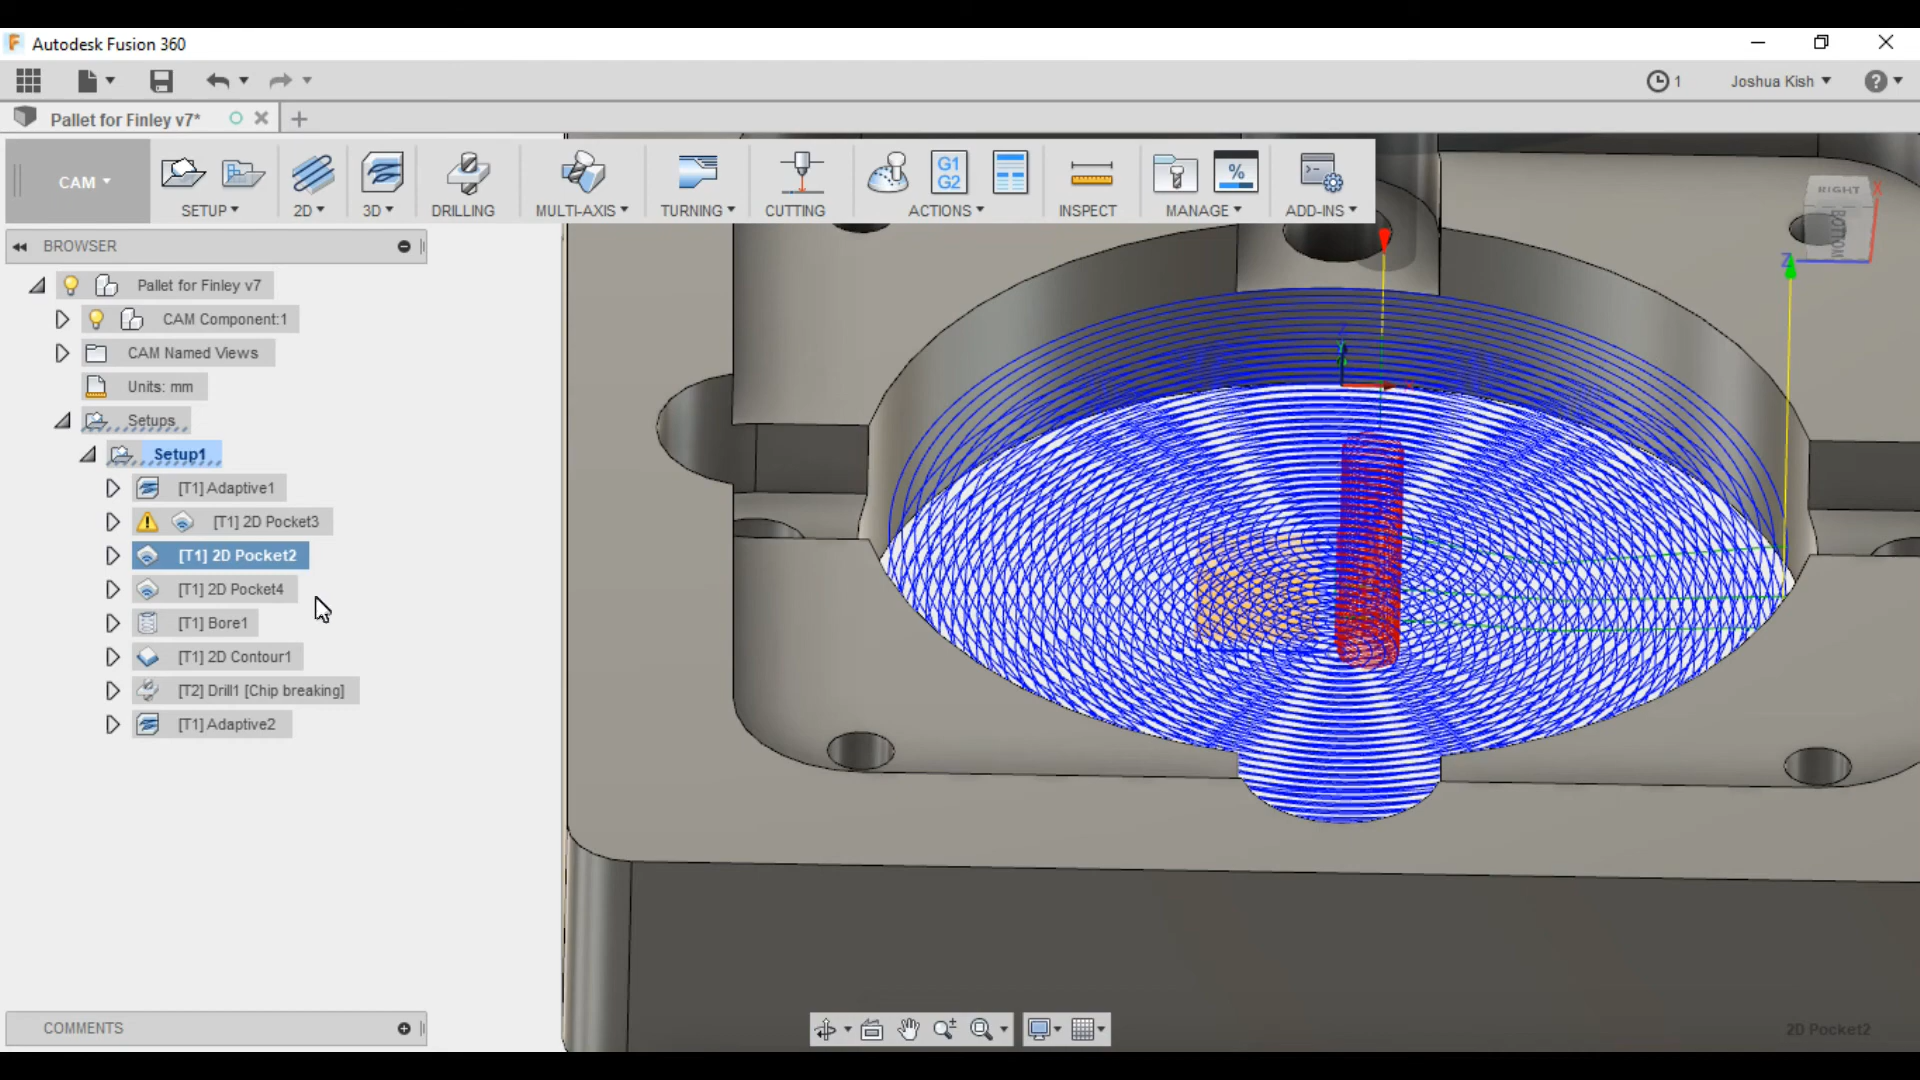 Autodesk Fusion 360
1
Joshua Kish
?
Pallet for Finley v7*
CAM
G1
G2
%
SETUP
2D
3D
DRILLING
MULTI-AXIS
TURNING
CUTTING
ACTIONS
INSPECT
MANAGE
ADD-INS
BROWSER
Pallet for Finley v7
CAM Component:1
CAM Named Views
Units: mm
Setups
Setup1
[T1] Adaptive1
[T1] 2D Pocket3
[T1] 2D Pocket2
[T1] 2D Pocket4
[T1] Bore1
[T1] 2D Contour1
[T2] Drill1 [Chip breaking]
[T1] Adaptive2
RIGHT
X
BOTTOM
Z
COMMENTS
2D Pocket2